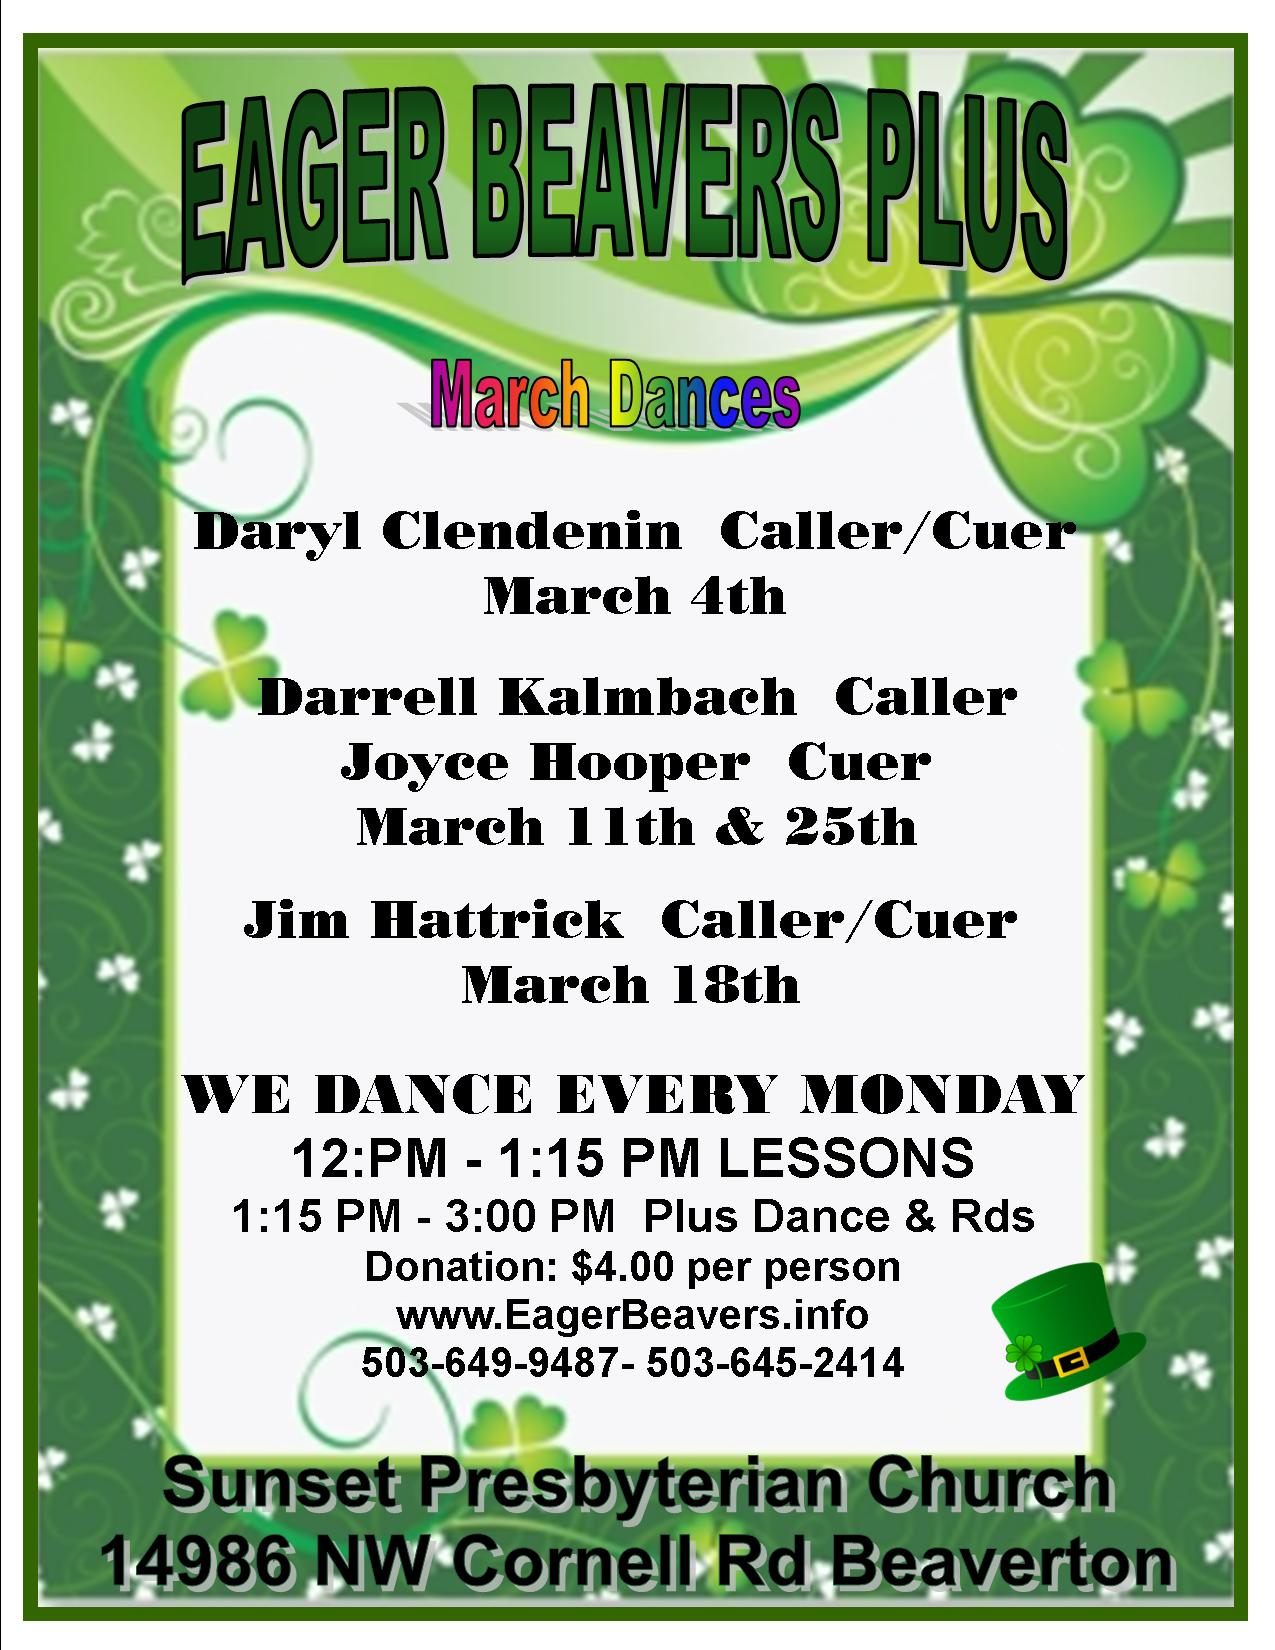 EAGER BEAVERS PLUS
March Dances
Daryl Clendenin  Caller/Cuer
March 4th
Darrell Kalmbach  Caller
Joyce Hooper  Cuer
March 11th & 25th
Jim Hattrick  Caller/Cuer
March 18th
WE DANCE EVERY MONDAY
12:PM - 1:15 PM LESSONS
1:15 PM - 3:00 PM  Plus Dance & Rds
Donation: $4.00 per person
www.EagerBeavers.info
503-649-9487- 503-645-2414
Sunset Presbyterian Church
14986 NW Cornell Rd Beaverton